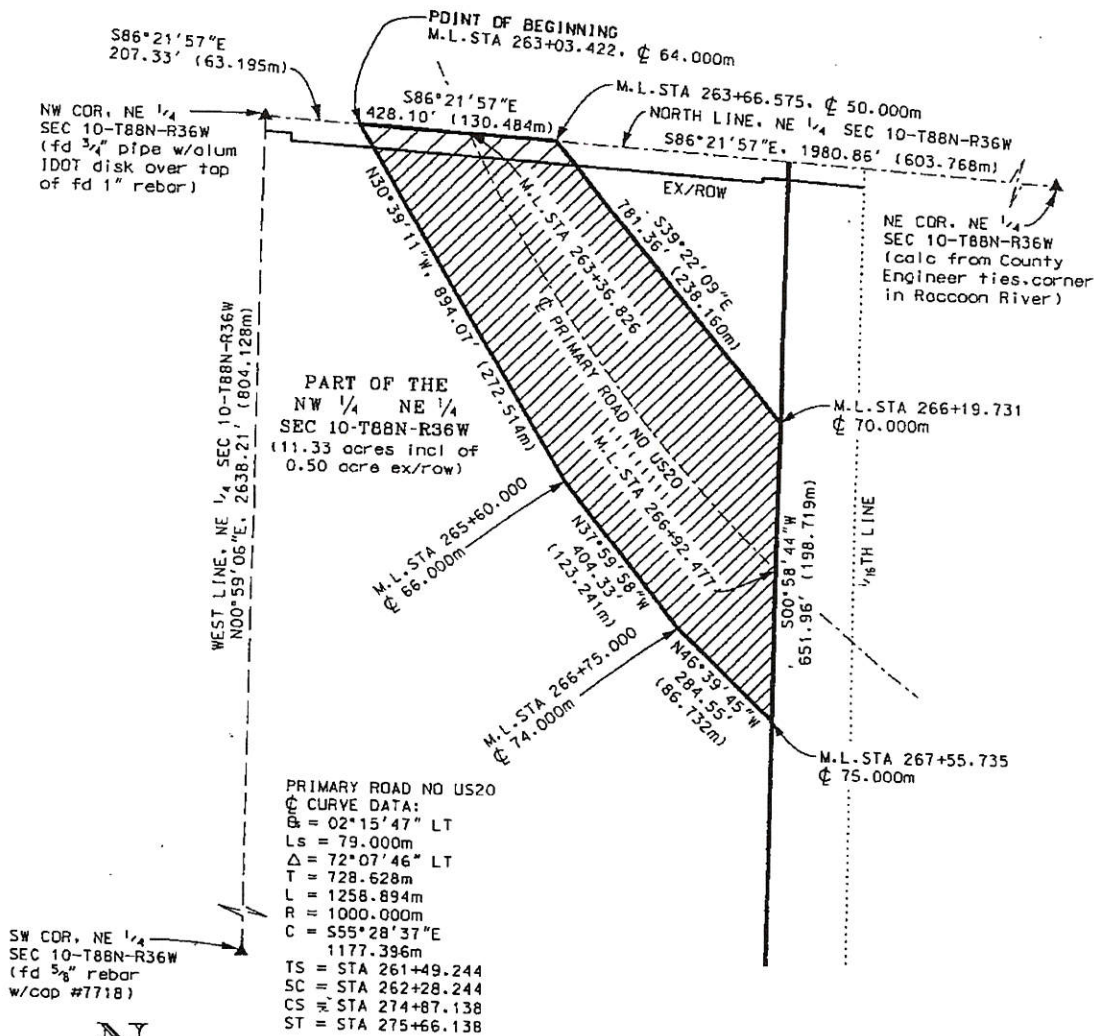 POINT OF BEGINNING
M.L.STA 263+03.422, ℄ 64.000m
S86°21'57"E
207.33' (63.195m)
S86°21'57"E
428.10' (130.484m)
M.L.STA 263+66.575, ℄ 50.000m
NORTH LINE, NE 1/4 SEC 10-T88N-R36W
S86°21'57"E, 1980.86' (603.768m)
NW COR, NE 1/4
SEC 10-T88N-R36W
(fd 3/4" pipe w/alum
IDOT disk over top
of fd 1" rebar)
EX/ROW
NE COR, NE 1/4
SEC 10-T88N-R36W
(calc from County
Engineer ties,corner
in Raccoon River)
N30°39'11"W, 894.07' (272.514m)
M.L.STA 263+36.826
℄ PRIMARY ROAD NO US20
M.L.STA 266+92.477
S39°22'09"E
781.36' (238.160m)
WEST LINE, NE 1/4 SEC 10-T88N-R36W
N00°59'06"E, 2638.21' (804.128m)
PART OF THE
NW 1/4 NE 1/4
SEC 10-T88N-R36W
(11.33 acres incl of
0.50 acre ex/row)
M.L.STA 266+19.731
℄ 70.000m
M.L.STA 265+60.000
℄ 66.000m
N37°59'58"W
404.33'
(123.241m)
S00°58'44"W
651.96' (198.719m)
1/16TH LINE
M.L.STA 266+75.000
℄ 74.000m
N46°39'45"W
284.55'
(86.732m)
M.L.STA 267+55.735
℄ 75.000m
PRIMARY ROAD NO US20
℄ CURVE DATA:
= 02°15'47" LT
Ls = 79.000m
Δ = 72°07'46" LT
T = 728.628m
L = 1258.894m
R = 1000.000m
C = S55°28'37"E
1177.396m
TS = STA 261+49.244
SC = STA 262+28.244
CS = STA 274+87.138
ST = STA 275+66.138
SW COR, NE 1/4
SEC 10-T88N-R36W
(fd 5/8" rebar
w/cap #7718)